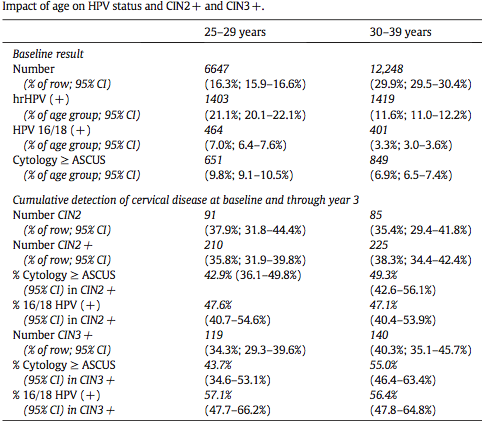 Impact of age on HPV status and CIN2+ and CIN3+.
25–29 years 30–39 years
Baseline result
Number 6647 12,248
(% of row; 95% CI) (16.3%; 15.9–16.6%) (29.9%; 29.5–30.4%)
hrHPV (+) 1403 1419
(% of age group; 95% CI) (21.1%; 20.1–22.1%) (11.6%; 11.0–12.2%)
HPV 16/18 (+) 464 401
(% of age group; 95% CI) (7.0%; 6.4–7.6%) (3.3%; 3.0–3.6%)
Cytology ≥ ASCUS 651 849
(% of age group; 95% CI) (9.8%; 9.1–10.5%) (6.9%; 6.5–7.4%)
Cumulative detection of cervical disease at baseline and through year 3
Number CIN2 91 85
(% of row; 95% CI) (37.9%; 31.8–44.4%) (35.4%; 29.4–41.8%)
Number CIN2+ 210 225
(% of row; 95% CI) (35.8%; 31.9–39.8%) (38.3%; 34.4–42.4%)
% Cytology ≥ ASCUS 42.9% (36.1–49.8%) 49.3%
(95% CI) in CIN2+ (42.6–56.1%)
% 16/18 HPV (+) 47.6% 47.1%
(95% CI) in CIN2+ (40.7–54.6%) (40.4–53.9%)
Number CIN3+ 119 140
(% of row; 95% CI) (34.3%; 29.3–39.6%) (40.3%; 35.1–45.7%)
% Cytology ≥ ASCUS 43.7% 55.0%
(95% CI) in CIN3+ (34.6–53.1%) (46.4–63.4%)
% 16/18 HPV (+) 57.1% 56.4%
(95% CI) in CIN3+ (47.7–66.2%) (47.8–64.8%)